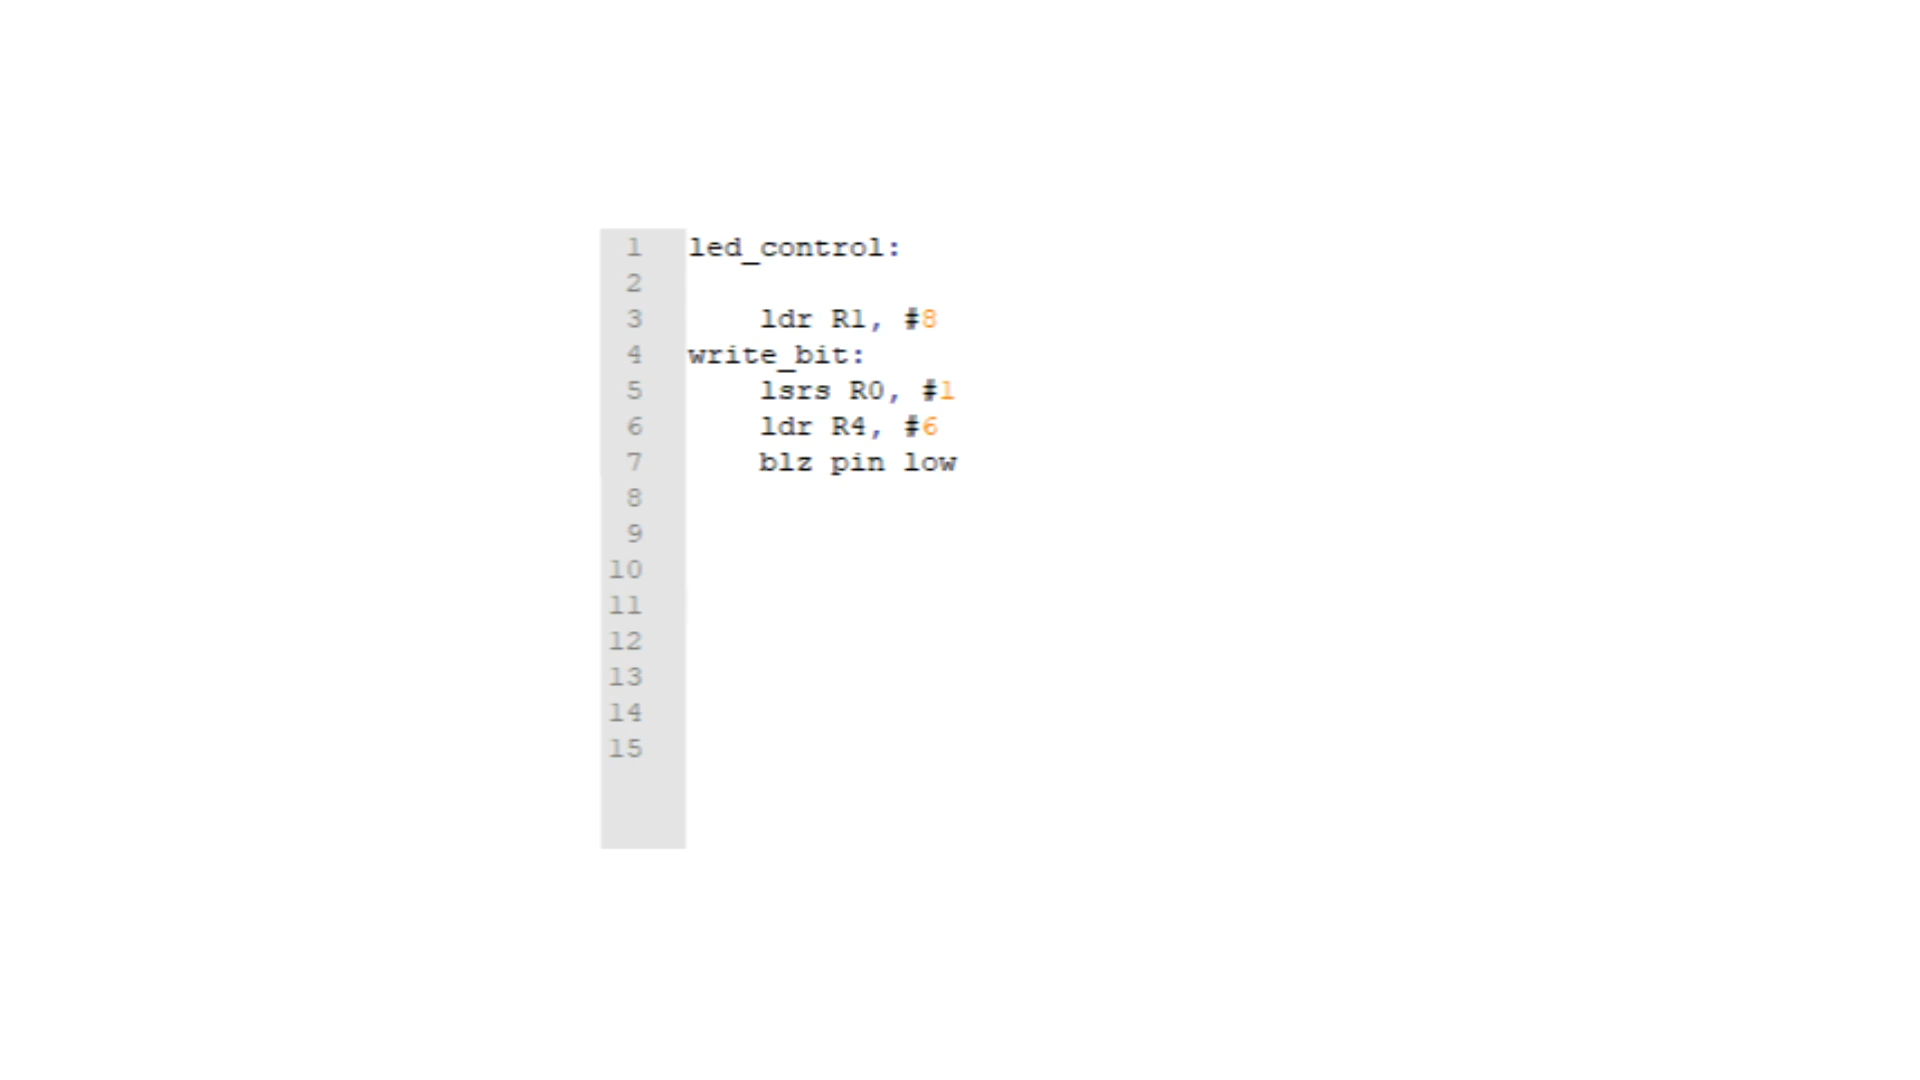 1 led_control:
2
3 ldr R1, #8
4 write_bit:
5 lsrs R0, #1
6 ldr R4, #6
7 blz pin low
8
9
10
11
12
13
14
15